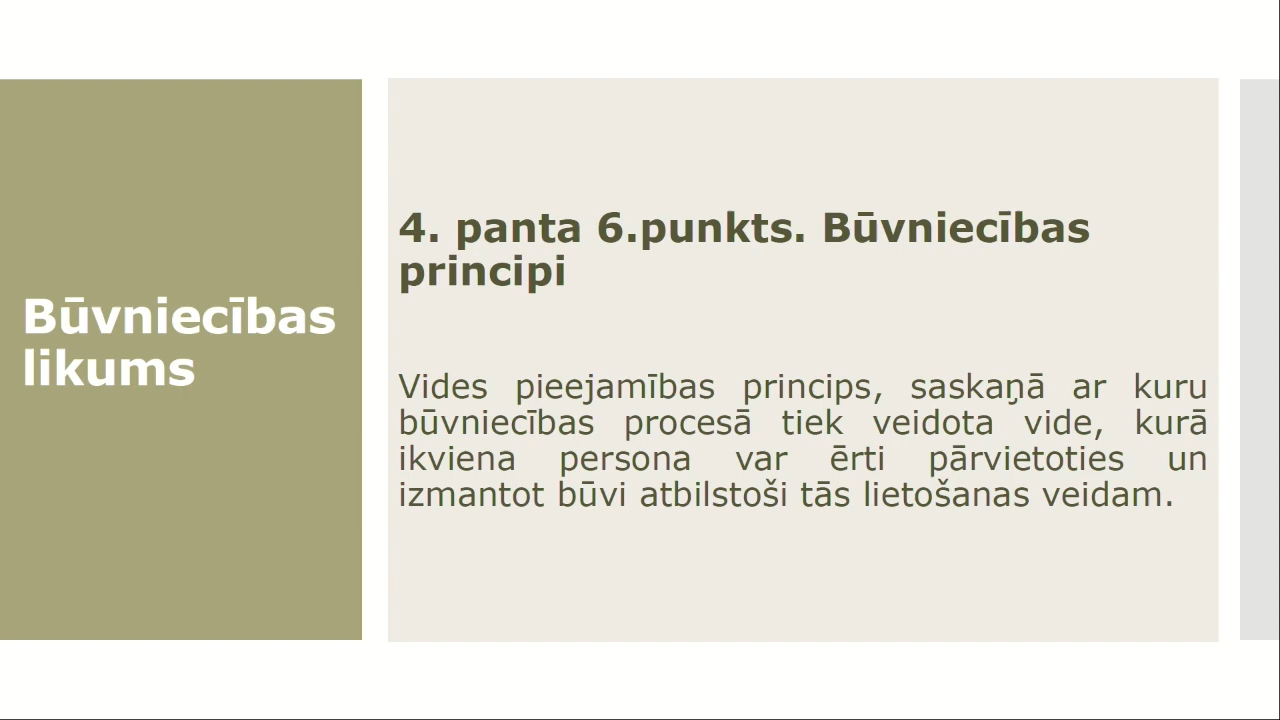 Būvniecības
likums
4. panta 6.punkts. Būvniecības
principi
Vides pieejamības princips, saskaņā ar kuru
būvniecības procesā tiek veidota vide, kurā
ikviena persona var ērti pārvietoties un
izmantot būvi atbilstoši tās lietošanas veidam.